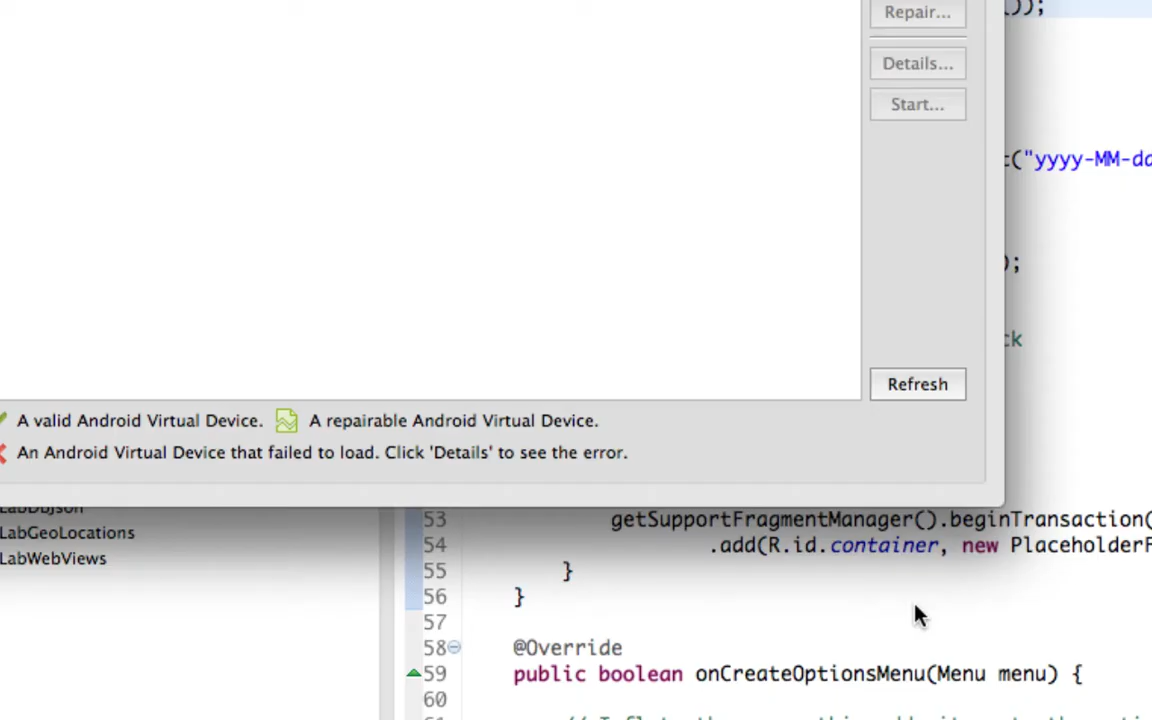 Repair...
());
Details...
Start...
("yyyy-MM-dd
);
ck
Refresh
A valid Android Virtual Device. A repairable Android Virtual Device.
An Android Virtual Device that failed to load. Click 'Details' to see the error.
LabDbJson
LabGeoLocations
LabWebViews
53 getSupportFragmentManager().beginTransaction(
54 .add(R.id.container, new PlaceholderF
55 }
56 }
57
58 @Override
59 public boolean onCreateOptionsMenu(Menu menu) {
60